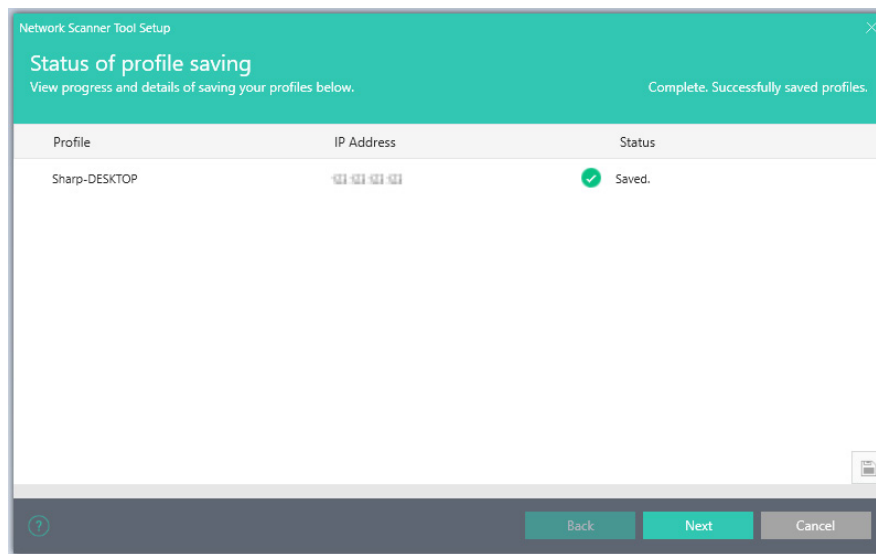 Network Scanner Tool Setup
Status of profile saving
View progress and details of saving your profiles below.
Complete. Successfully saved profiles.
Profile IP Address Status
Sharp-DESKTOP Saved.
? Back Next Cancel